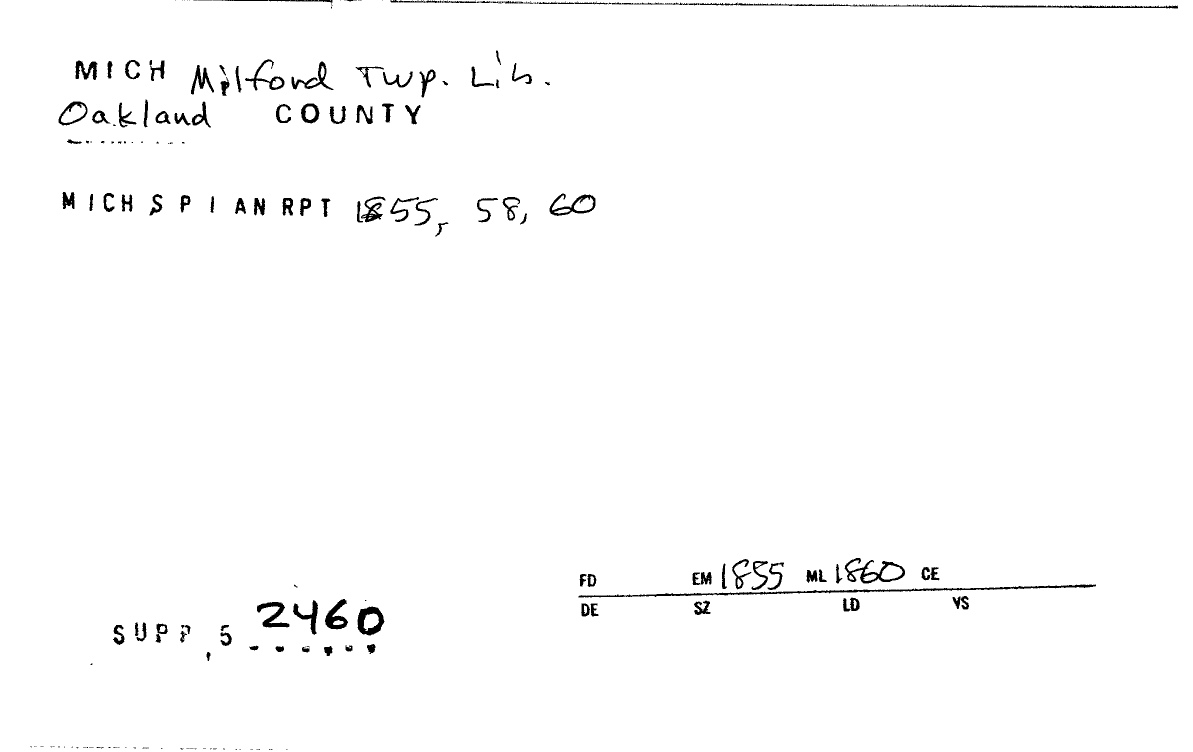 MICH Milford Twp. Lib.
Oakland COUNTY
MICH S P I AN RPT 1855, 58, 60
FD EM 1855 ML 1860 CE
DE SZ LD VS
SUPP, 5 2460